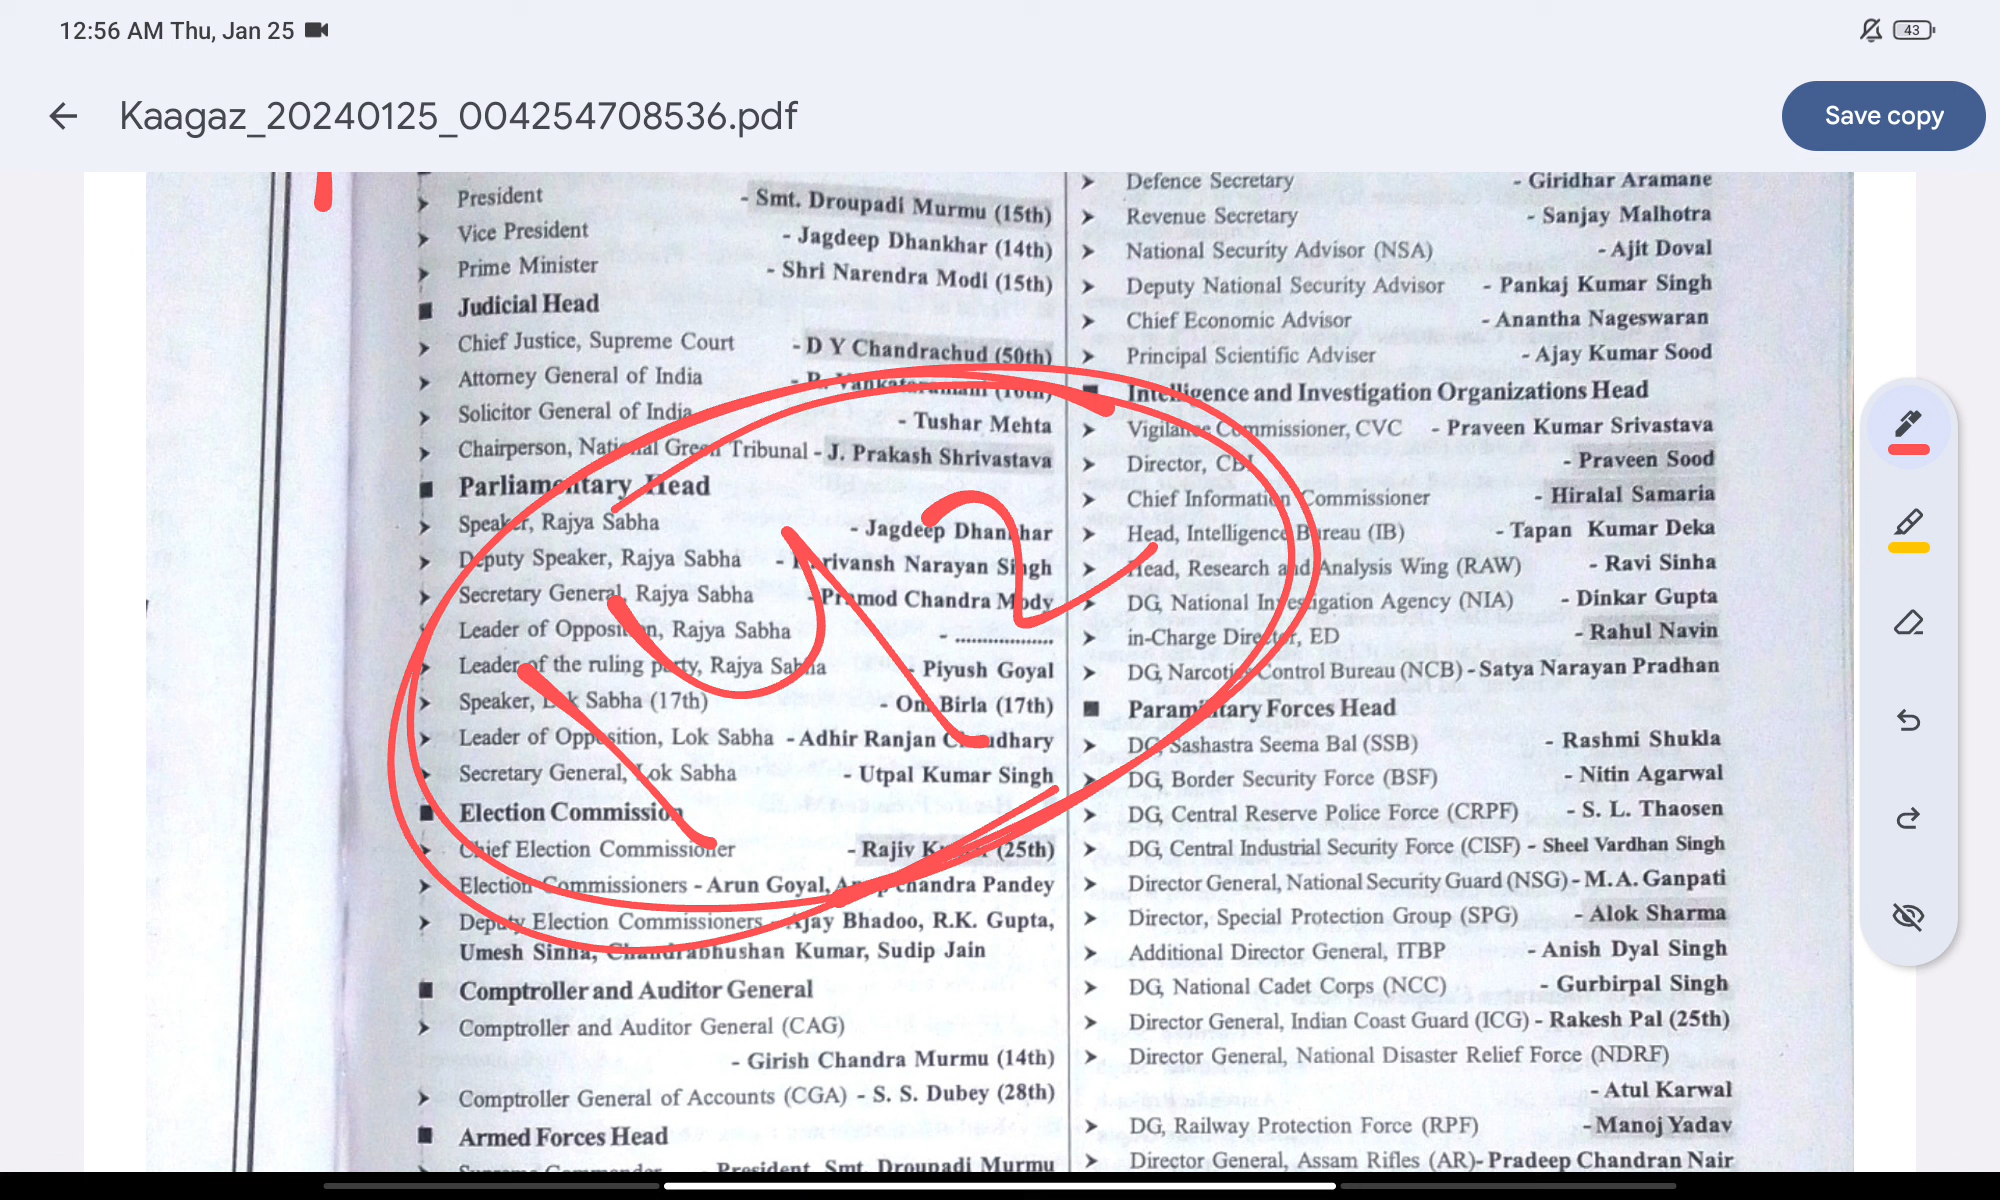 12:56 AM Thu, Jan 25
43
Kaagaz_20240125_004254708536.pdf
Save copy
➤ President - Smt. Droupadi Murmu (15th)
➤ Vice President - Jagdeep Dhankhar (14th)
➤ Prime Minister - Shri Narendra Modi (15th)
■ Judicial Head
➤ Chief Justice, Supreme Court - D Y Chandrachud (50th)
➤ Attorney General of India - R. Vankataramani (16th)
➤ Solicitor General of India - Tushar Mehta
➤ Chairperson, National Green Tribunal - J. Prakash Shrivastava
■ Parliamentary Head
➤ Speaker, Rajya Sabha - Jagdeep Dhankhar
➤ Deputy Speaker, Rajya Sabha - Harivansh Narayan Singh
➤ Secretary General, Rajya Sabha - Pramod Chandra Mody
Leader of Opposition, Rajya Sabha - ..................
➤ Leader of the ruling party, Rajya Sabha - Piyush Goyal
➤ Speaker, Lok Sabha (17th) - Om Birla (17th)
➤ Leader of Opposition, Lok Sabha - Adhir Ranjan Chaudhary
➤ Secretary General, Lok Sabha - Utpal Kumar Singh
■ Election Commission
➤ Chief Election Commissioner - Rajiv Kumar (25th)
➤ Election Commissioners - Arun Goyal, Anup chandra Pandey
➤ Deputy Election Commissioners - Ajay Bhadoo, R.K. Gupta,
Umesh Sinha, Chandrabhushan Kumar, Sudip Jain
■ Comptroller and Auditor General
➤ Comptroller and Auditor General (CAG)
- Girish Chandra Murmu (14th)
➤ Comptroller General of Accounts (CGA) - S. S. Dubey (28th)
■ Armed Forces Head
Supreme Commander - President, Smt. Droupadi Murmu
➤ Defence Secretary - Giridhar Aramane
➤ Revenue Secretary - Sanjay Malhotra
➤ National Security Advisor (NSA) - Ajit Doval
➤ Deputy National Security Advisor - Pankaj Kumar Singh
➤ Chief Economic Advisor - Anantha Nageswaran
➤ Principal Scientific Adviser - Ajay Kumar Sood
■ Intelligence and Investigation Organizations Head
➤ Vigilance Commissioner, CVC - Praveen Kumar Srivastava
➤ Director, CBI - Praveen Sood
➤ Chief Information Commissioner - Hiralal Samaria
➤ Head, Intelligence Bureau (IB) - Tapan Kumar Deka
➤ Head, Research and Analysis Wing (RAW) - Ravi Sinha
➤ DG, National Investigation Agency (NIA) - Dinkar Gupta
➤ in-Charge Director, ED - Rahul Navin
➤ DG, Narcotics Control Bureau (NCB) - Satya Narayan Pradhan
■ Paramilitary Forces Head
➤ DG, Sashastra Seema Bal (SSB) - Rashmi Shukla
➤ DG, Border Security Force (BSF) - Nitin Agarwal
➤ DG, Central Reserve Police Force (CRPF) - S. L. Thaosen
➤ DG, Central Industrial Security Force (CISF) - Sheel Vardhan Singh
➤ Director General, National Security Guard (NSG) - M.A. Ganpati
➤ Director, Special Protection Group (SPG) - Alok Sharma
➤ Additional Director General, ITBP - Anish Dyal Singh
➤ DG, National Cadet Corps (NCC) - Gurbirpal Singh
➤ Director General, Indian Coast Guard (ICG) - Rakesh Pal (25th)
➤ Director General, National Disaster Relief Force (NDRF)
- Atul Karwal
➤ DG, Railway Protection Force (RPF) - Manoj Yadav
➤ Director General, Assam Rifles (AR)- Pradeep Chandran Nair